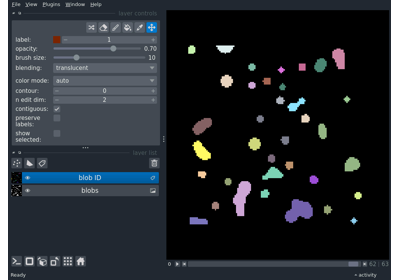 File View Plugins Window Help
layer controls
label: 1
opacity: 0.70
brush size: 10
blending: translucent
color mode: auto
contour: 0
n edit dim: 2
contiguous:
preserve
labels:
show
selected:
layer list
blob ID
blobs
62 63
Ready activity